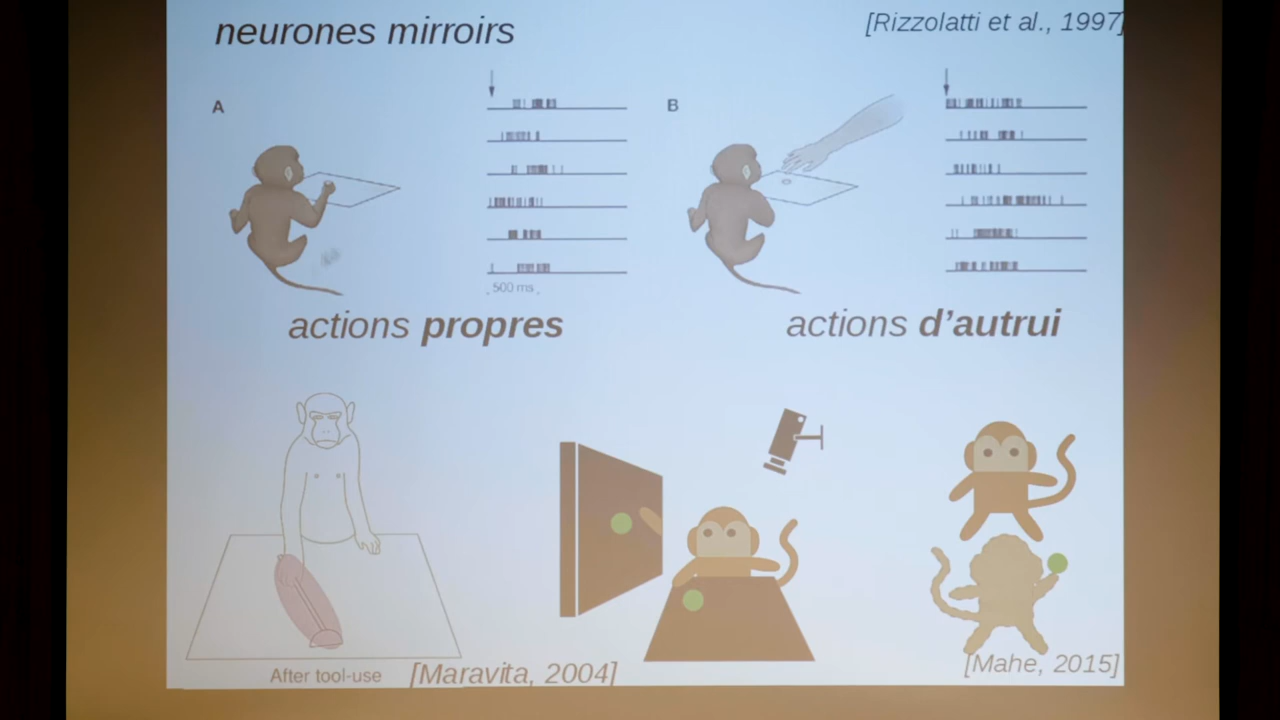 neurones mirroirs
[Rizzolatti et al., 1997]
A
B
500 ms
actions propres
actions d'autrui
After tool-use
[Maravita, 2004]
[Mahe, 2015]